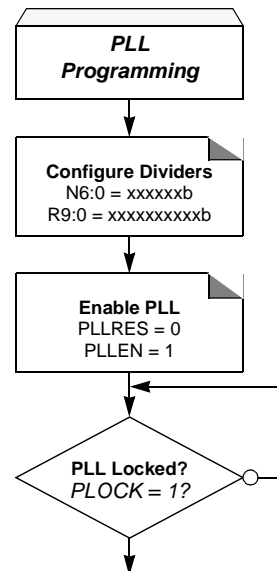 PLL
Programming
Configure Dividers
N6:0 = xxxxxxb
R9:0 = xxxxxxxxxxb
Enable PLL
PLLRES = 0
PLLEN = 1
PLL Locked?
PLOCK = 1?